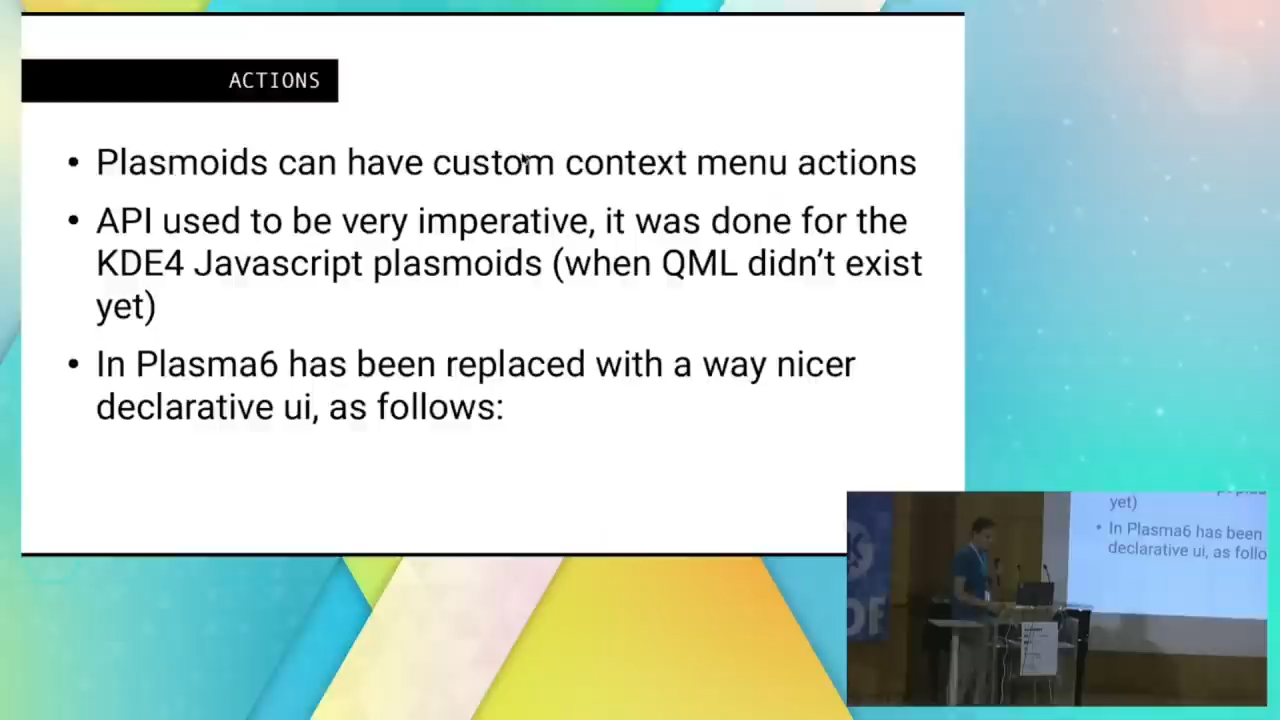 ACTIONS
• Plasmoids can have custom context menu actions
• API used to be very imperative, it was done for the
KDE4 Javascript plasmoids (when QML didn't exist
yet)
• In Plasma6 has been replaced with a way nicer
declarative ui, as follows:
yet)
• In Plasma6 has been
declarative ui, as follo